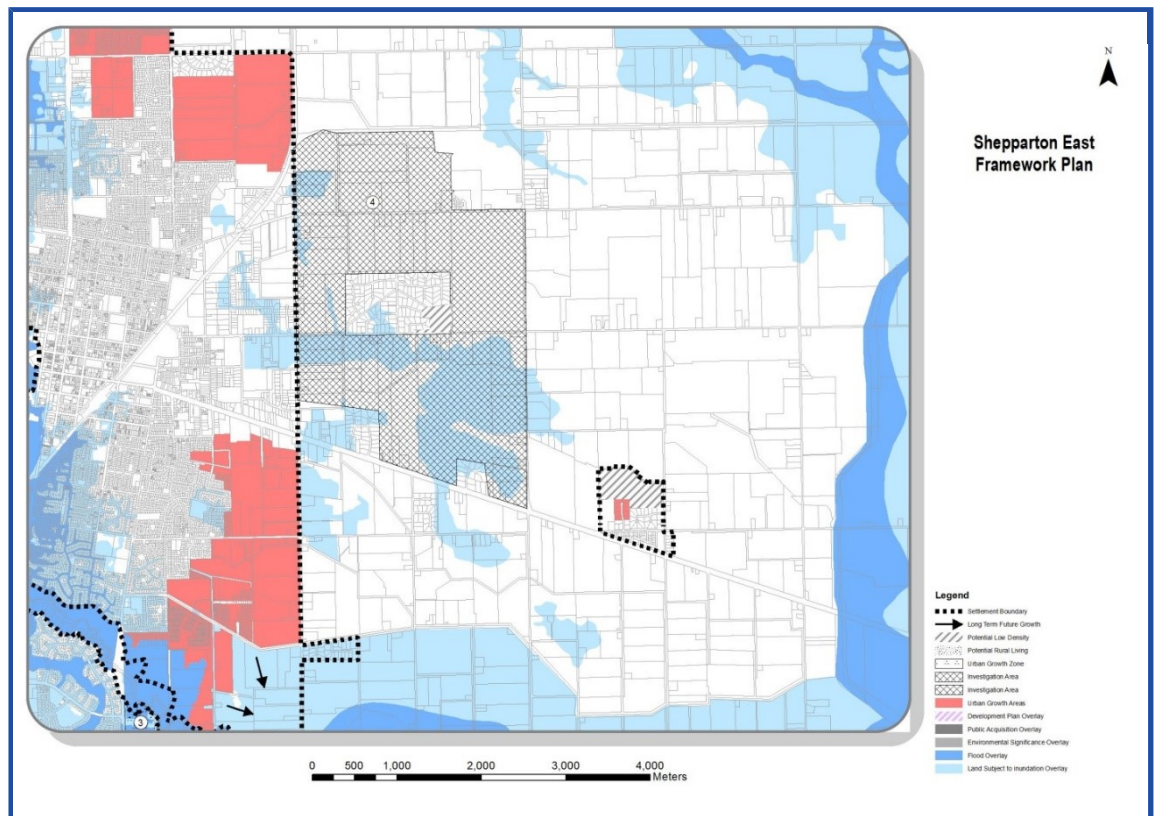 N
Shepparton East
Framework Plan
4
3
1
Legend
Settlement Boundary
Long Term Future Growth
Potential Low Density
Potential Rural Living
Urban Growth Zone
Investigation Area
Investigation Area
Urban Growth Areas
Development Plan Overlay
Public Acquisition Overlay
Environmental Significance Overlay
Flood Overlay
Land Subject to inundation Overlay
0 500 1,000 2,000 3,000 4,000
Meters